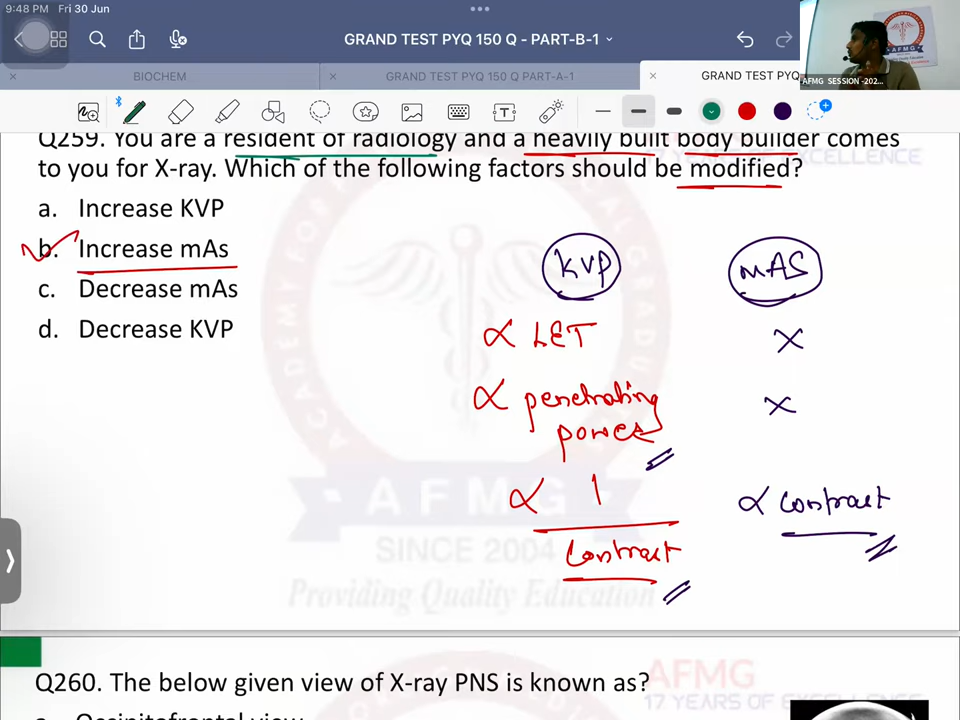 9:48 PM Fri 30 Jun
GRAND TEST PYQ 150 Q - PART-B-1
AFMG SESSION -202...
BIOCHEM
GRAND TEST PYQ 150 Q PART-A-1
GRAND TEST PYQ
Q259. You are a resident of radiology and a heavily built body builder comes
to you for X-ray. Which of the following factors should be modified?
a. Increase KVP
b. Increase mAs
c. Decrease mAs
d. Decrease KVP
KVP
mAS
∝ LET
×
∝ penetrating
power
×
∝ 1
contrast
∝ contrast
AFMG
SINCE 2004
Providing Quality Education
Q260. The below given view of X-ray PNS is known as?
AFMG
17 YEARS OF EXCELLENCE